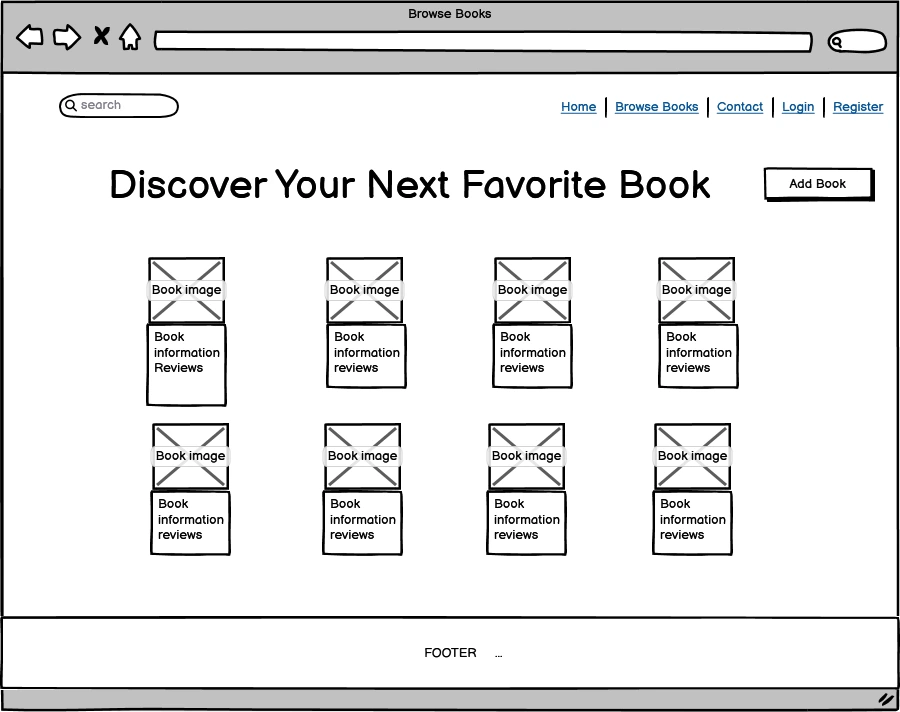 Browse Books
search
Home Browse Books Contact Login Register
Discover Your Next Favorite Book
Add Book
Book image
Book image
Book image
Book image
Book
information
Reviews
Book
information
reviews
Book
information
reviews
Book
information
reviews
Book image
Book image
Book image
Book image
Book
information
reviews
Book
information
reviews
Book
information
reviews
Book
information
reviews
FOOTER ...